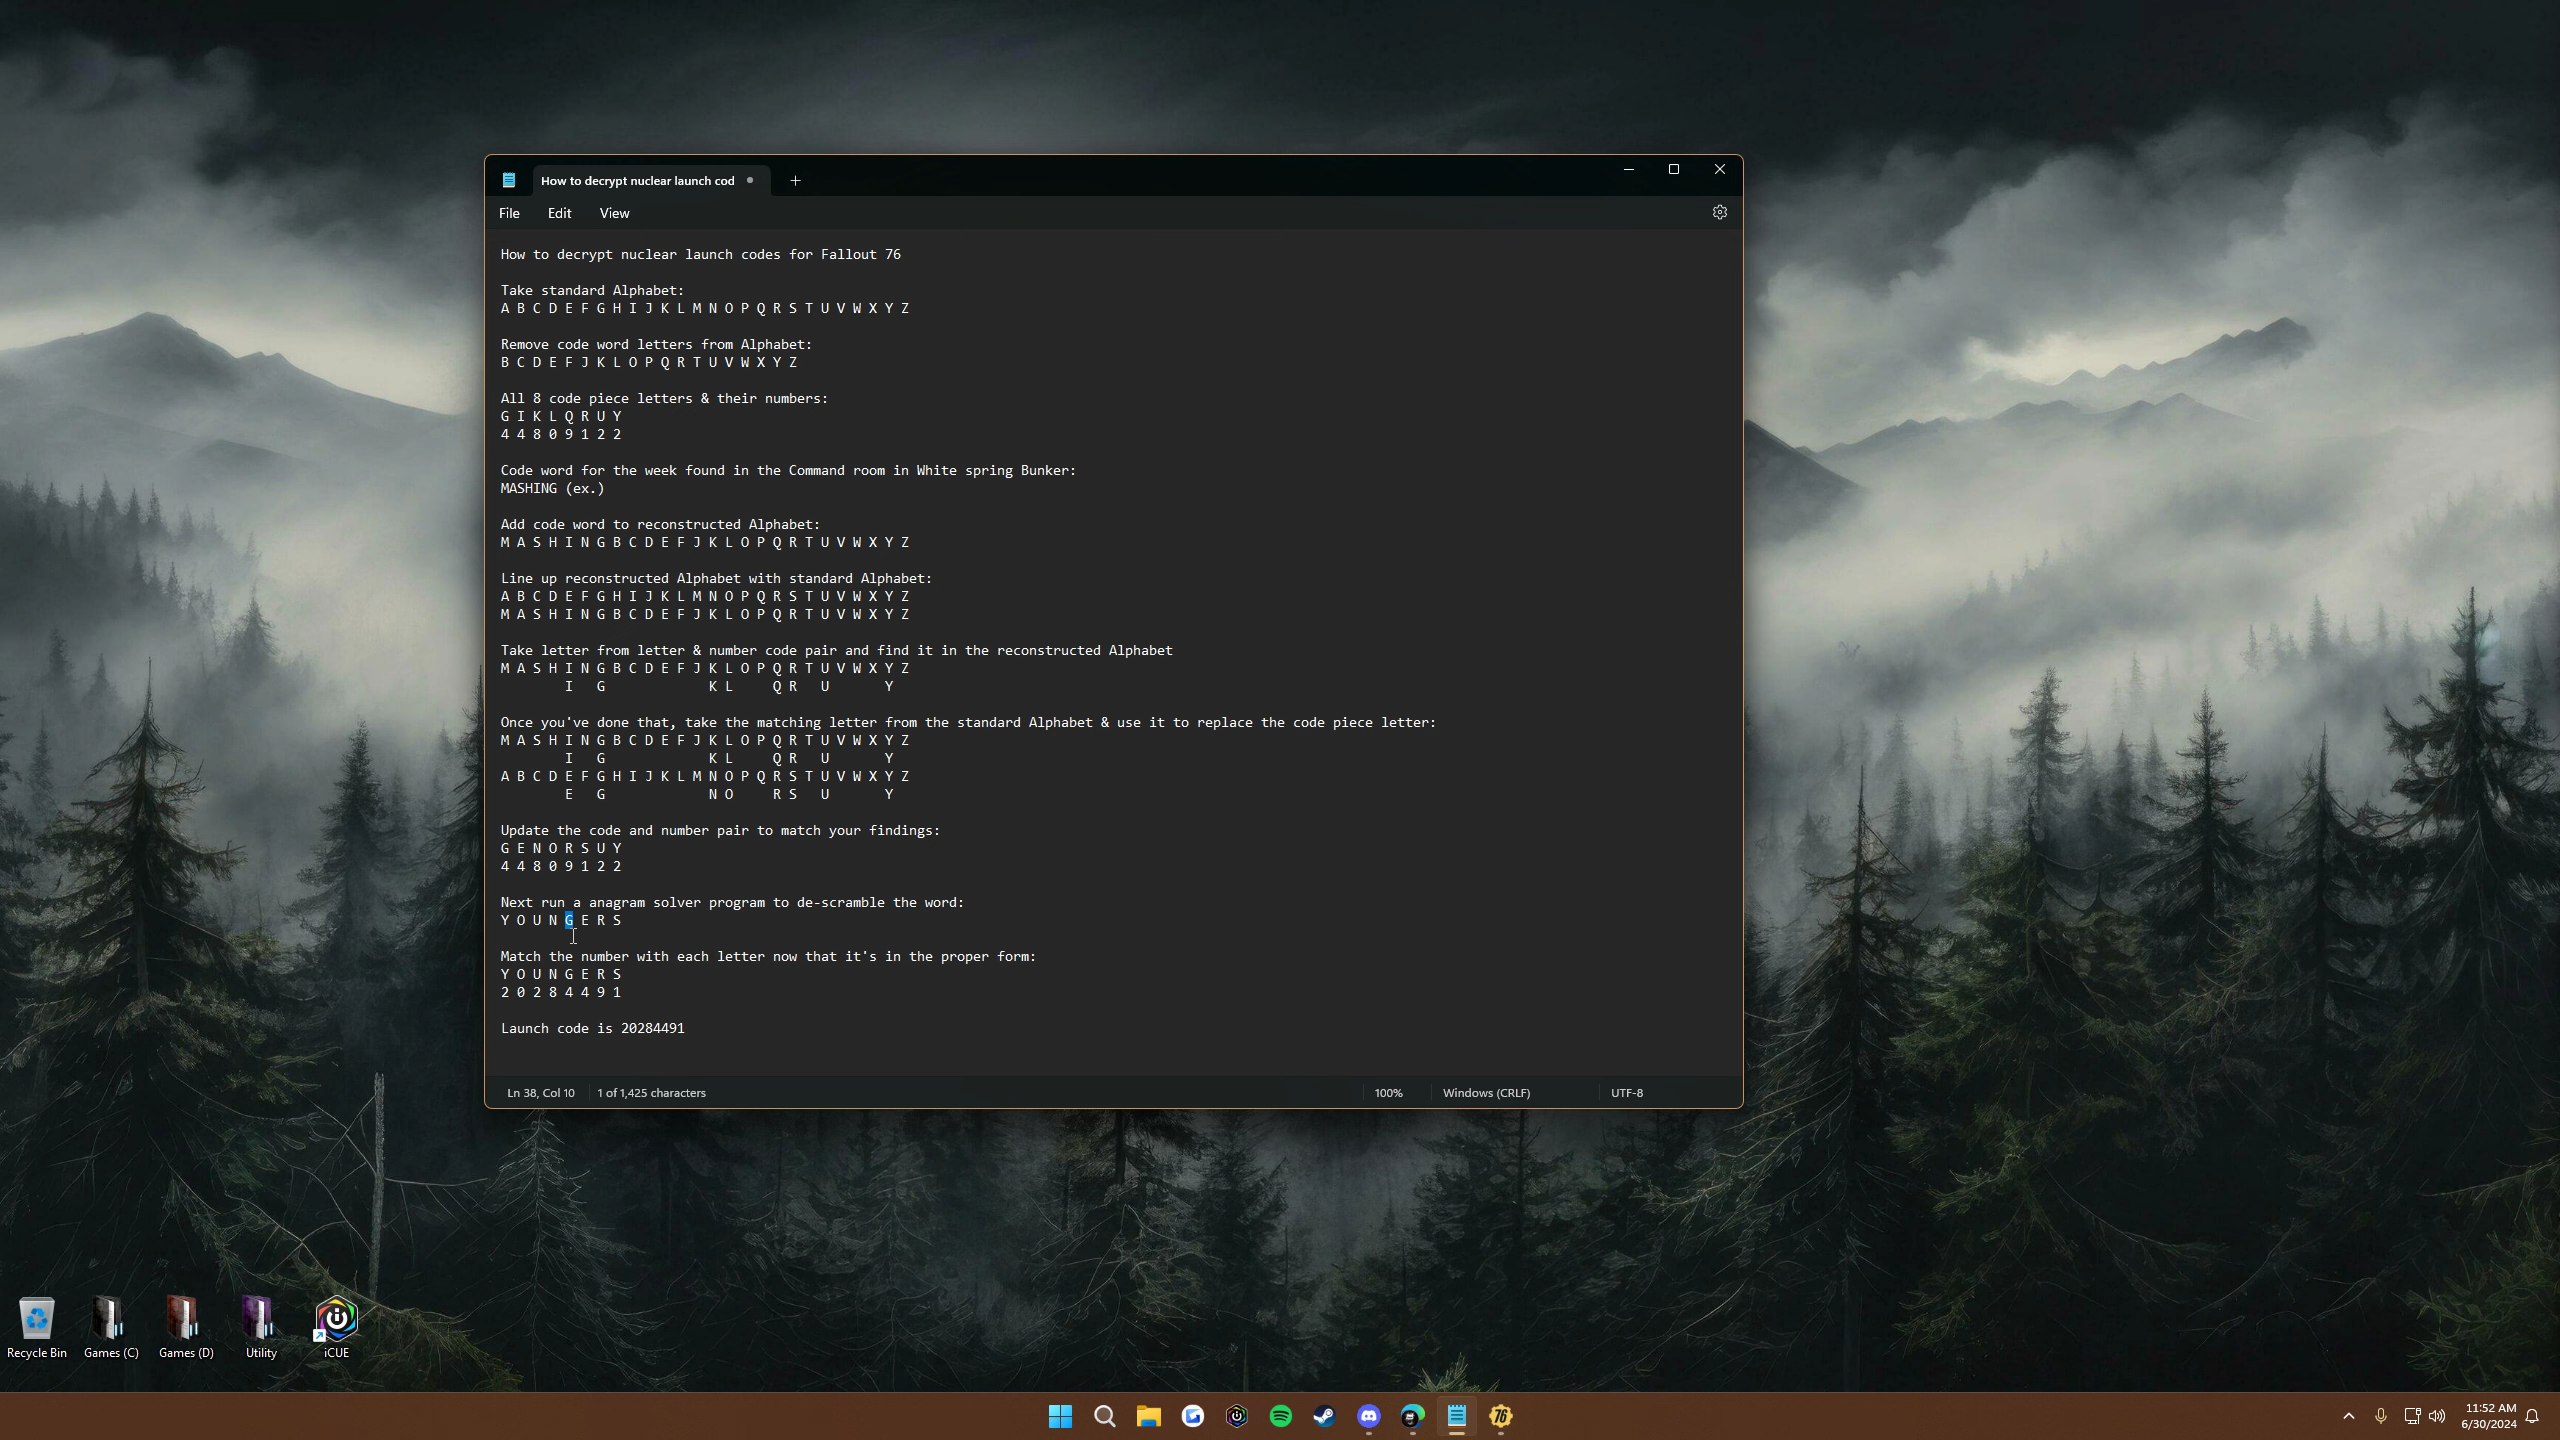 How to decrypt nuclear launch cod
File Edit View
How to decrypt nuclear launch codes for Fallout 76
Take standard Alphabet:
A B C D E F G H I J K L M N O P Q R S T U V W X Y Z
Remove code word letters from Alphabet:
B C D E F J K L O P Q R T U V W X Y Z
All 8 code piece letters & their numbers:
G I K L Q R U Y
4 4 8 0 9 1 2 2
Code word for the week found in the Command room in White spring Bunker:
MASHING (ex.)
Add code word to reconstructed Alphabet:
M A S H I N G B C D E F J K L O P Q R T U V W X Y Z
Line up reconstructed Alphabet with standard Alphabet:
A B C D E F G H I J K L M N O P Q R S T U V W X Y Z
M A S H I N G B C D E F J K L O P Q R T U V W X Y Z
Take letter from letter & number code pair and find it in the reconstructed Alphabet
M A S H I N G B C D E F J K L O P Q R T U V W X Y Z
I G K L Q R U Y
Once you've done that, take the matching letter from the standard Alphabet & use it to replace the code piece letter:
M A S H I N G B C D E F J K L O P Q R T U V W X Y Z
I G K L Q R U Y
A B C D E F G H I J K L M N O P Q R S T U V W X Y Z
E G N O R S U Y
Update the code and number pair to match your findings:
G E N O R S U Y
4 4 8 0 9 1 2 2
Next run a anagram solver program to de-scramble the word:
Y O U N G E R S
Match the number with each letter now that it's in the proper form:
Y O U N G E R S
2 0 2 8 4 4 9 1
Launch code is 20284491
Ln 38, Col 10 1 of 1,425 characters 100% Windows (CRLF) UTF-8
Recycle Bin Games (C) Games (D) Utility iCUE
76
11:52 AM
6/30/2024